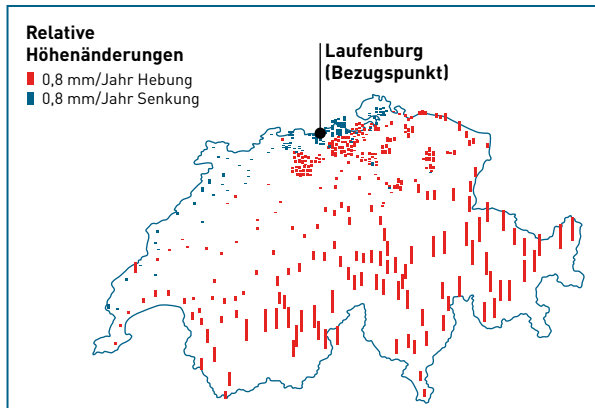 Relative
Höhenänderungen
0,8 mm/Jahr Hebung
0,8 mm/Jahr Senkung
Laufenburg
(Bezugspunkt)